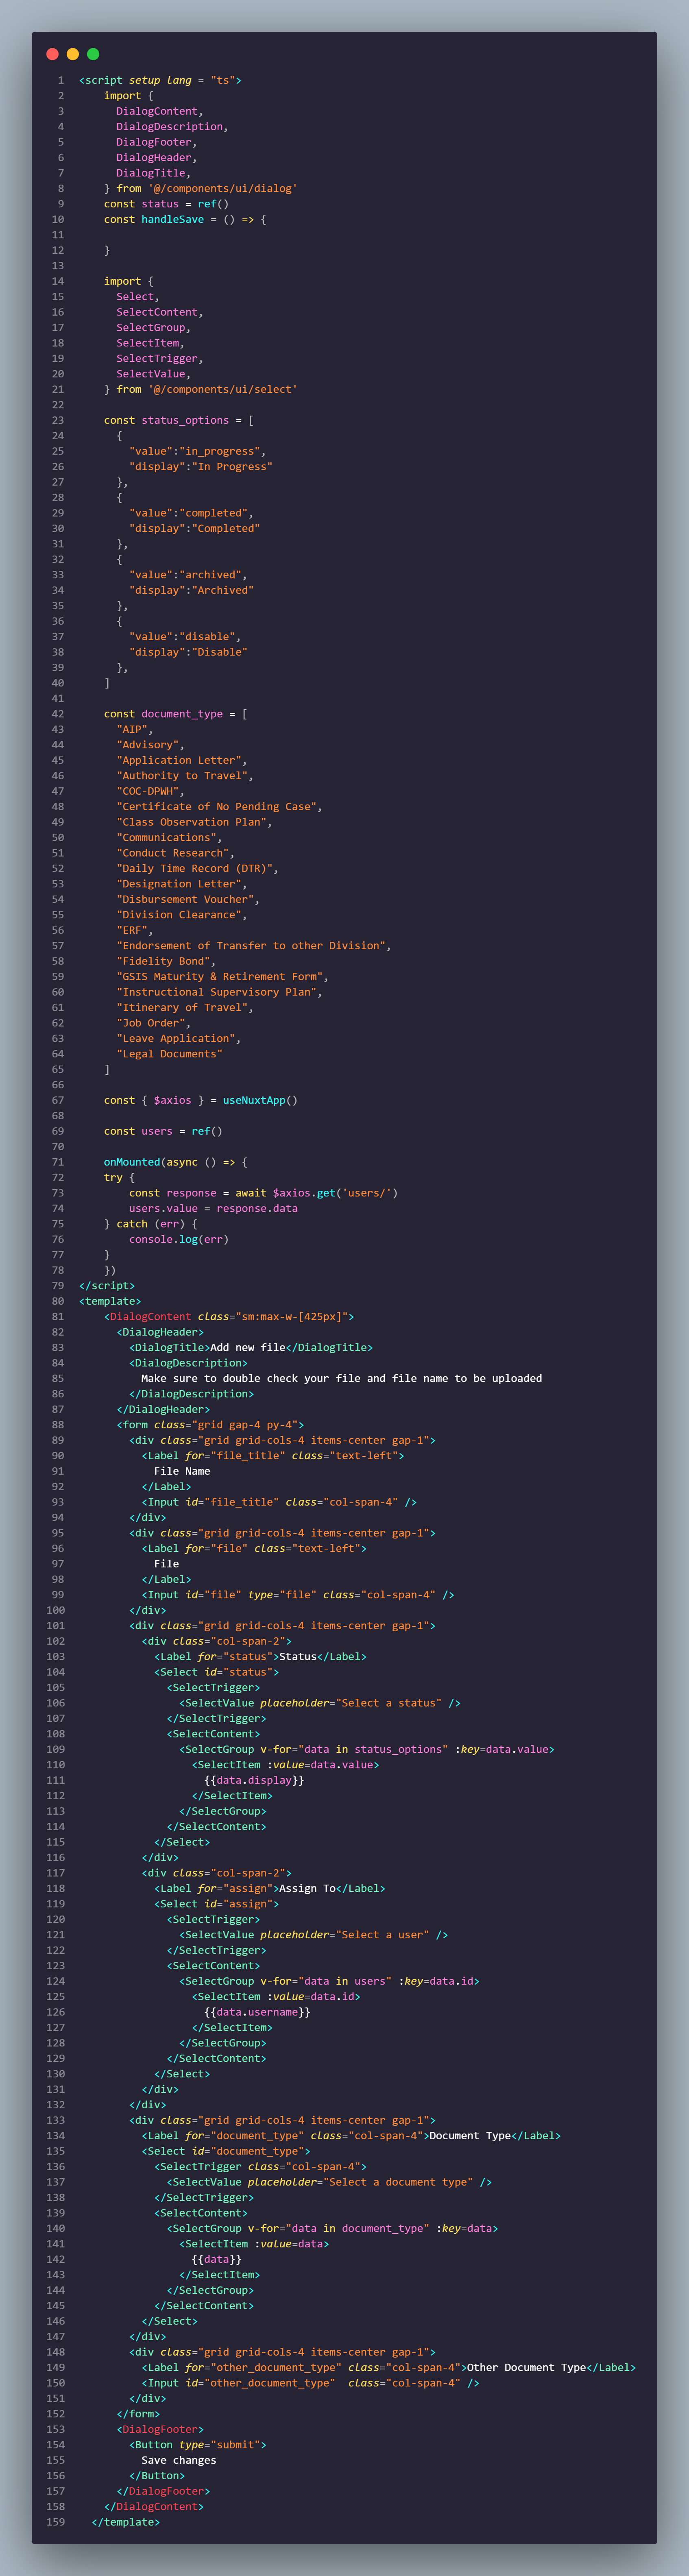 1 <script setup lang = "ts">
2     import {
3       DialogContent,
4       DialogDescription,
5       DialogFooter,
6       DialogHeader,
7       DialogTitle,
8     } from '@/components/ui/dialog'
9     const status = ref()
10     const handleSave = () => {
11
12     }
13
14     import {
15       Select,
16       SelectContent,
17       SelectGroup,
18       SelectItem,
19       SelectTrigger,
20       SelectValue,
21     } from '@/components/ui/select'
22
23     const status_options = [
24       {
25         "value":"in_progress",
26         "display":"In Progress"
27       },
28       {
29         "value":"completed",
30         "display":"Completed"
31       },
32       {
33         "value":"archived",
34         "display":"Archived"
35       },
36       {
37         "value":"disable",
38         "display":"Disable"
39       },
40     ]
41
42     const document_type = [
43       "AIP",
44       "Advisory",
45       "Application Letter",
46       "Authority to Travel",
47       "COC-DPWH",
48       "Certificate of No Pending Case",
49       "Class Observation Plan",
50       "Communications",
51       "Conduct Research",
52       "Daily Time Record (DTR)",
53       "Designation Letter",
54       "Disbursement Voucher",
55       "Division Clearance",
56       "ERF",
57       "Endorsement of Transfer to other Division",
58       "Fidelity Bond",
59       "GSIS Maturity & Retirement Form",
60       "Instructional Supervisory Plan",
61       "Itinerary of Travel",
62       "Job Order",
63       "Leave Application",
64       "Legal Documents"
65     ]
66
67     const { $axios } = useNuxtApp()
68
69     const users = ref()
70
71     onMounted(async () => {
72     try {
73         const response = await $axios.get('users/')
74         users.value = response.data
75     } catch (err) {
76         console.log(err)
77     }
78     })
79 </script>
80 <template>
81     <DialogContent class="sm:max-w-[425px]">
82       <DialogHeader>
83         <DialogTitle>Add new file</DialogTitle>
84         <DialogDescription>
85           Make sure to double check your file and file name to be uploaded
86         </DialogDescription>
87       </DialogHeader>
88       <form class="grid gap-4 py-4">
89         <div class="grid grid-cols-4 items-center gap-1">
90           <Label for="file_title" class="text-left">
91             File Name
92           </Label>
93           <Input id="file_title" class="col-span-4" />
94         </div>
95         <div class="grid grid-cols-4 items-center gap-1">
96           <Label for="file" class="text-left">
97             File
98           </Label>
99           <Input id="file" type="file" class="col-span-4" />
100         </div>
101         <div class="grid grid-cols-4 items-center gap-1">
102           <div class="col-span-2">
103             <Label for="status">Status</Label>
104             <Select id="status">
105               <SelectTrigger>
106                 <SelectValue placeholder="Select a status" />
107               </SelectTrigger>
108               <SelectContent>
109                 <SelectGroup v-for="data in status_options" :key=data.value>
110                   <SelectItem :value=data.value>
111                     {{data.display}}
112                   </SelectItem>
113                 </SelectGroup>
114               </SelectContent>
115             </Select>
116           </div>
117           <div class="col-span-2">
118             <Label for="assign">Assign To</Label>
119             <Select id="assign">
120               <SelectTrigger>
121                 <SelectValue placeholder="Select a user" />
122               </SelectTrigger>
123               <SelectContent>
124                 <SelectGroup v-for="data in users" :key=data.id>
125                   <SelectItem :value=data.id>
126                     {{data.username}}
127                   </SelectItem>
128                 </SelectGroup>
129               </SelectContent>
130             </Select>
131           </div>
132         </div>
133         <div class="grid grid-cols-4 items-center gap-1">
134           <Label for="document_type" class="col-span-4">Document Type</Label>
135           <Select id="document_type">
136             <SelectTrigger class="col-span-4">
137               <SelectValue placeholder="Select a document type" />
138             </SelectTrigger>
139             <SelectContent>
140               <SelectGroup v-for="data in document_type" :key=data>
141                 <SelectItem :value=data>
142                   {{data}}
143                 </SelectItem>
144               </SelectGroup>
145             </SelectContent>
146           </Select>
147         </div>
148         <div class="grid grid-cols-4 items-center gap-1">
149           <Label for="other_document_type" class="col-span-4">Other Document Type</Label>
150           <Input id="other_document_type"  class="col-span-4" />
151         </div>
152       </form>
153       <DialogFooter>
154         <Button type="submit">
155           Save changes
156         </Button>
157       </DialogFooter>
158     </DialogContent>
159   </template>